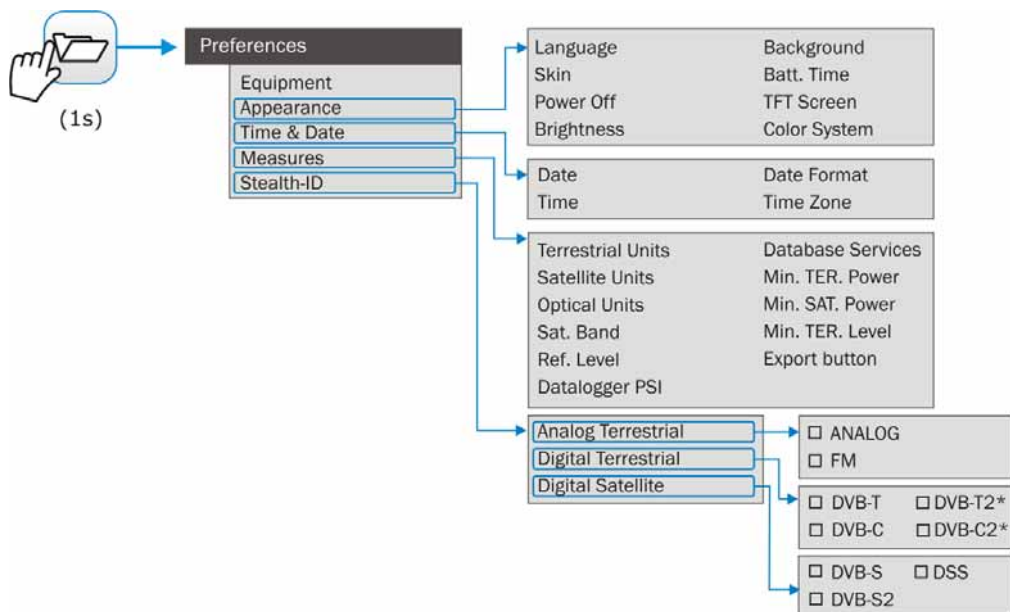 Preferences
(1s)
Equipment
Appearance
Time & Date
Measures
Stealth-ID
Language Background
Skin Batt. Time
Power Off TFT Screen
Brightness Color System
Date Date Format
Time Time Zone
Terrestrial Units Database Services
Satellite Units Min. TER. Power
Optical Units Min. SAT. Power
Sat. Band Min. TER. Level
Ref. Level Export button
Datalogger PSI
Analog Terrestrial
Digital Terrestrial
Digital Satellite
ANALOG
FM
DVB-T DVB-T2*
DVB-C DVB-C2*
DVB-S DSS
DVB-S2